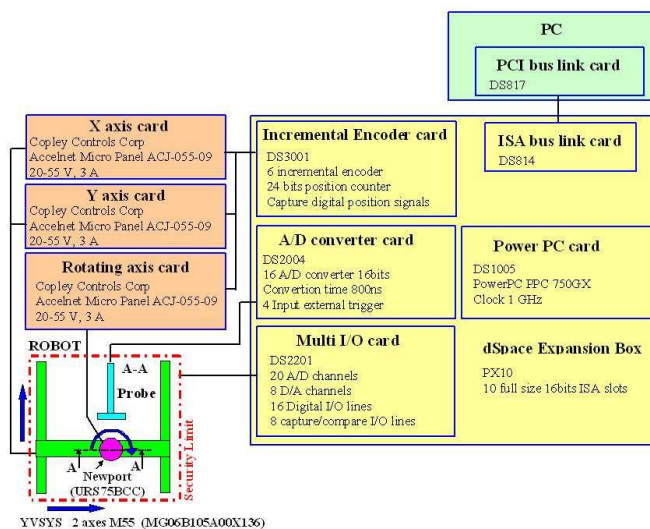 PC
PCI bus link card
DS817
X axis card
Copley Controls Corp
Accelnet Micro Panel ACJ-055-09
20-55 V, 3 A
Incremental Encoder card
DS3001
6 incremental encoder
24 bits position counter
Capture digital position signals
ISA bus link card
DS814
Y axis card
Copley Controls Corp
Accelnet Micro Panel ACJ-055-09
20-55 V, 3 A
A/D converter card
DS2004
16 A/D converter 16bits
Convertion time 800ns
4 Input external trigger
Power PC card
DS1005
PowerPC PPC 750GX
Clock 1 GHz
Rotating axis card
Copley Controls Corp
Accelnet Micro Panel ACJ-055-09
20-55 V, 3 A
Multi I/O card
DS2201
20 A/D channels
8 D/A channels
16 Digital I/O lines
8 capture/compare I/O lines
dSpace Expansion Box
PX10
10 full size 16bits ISA slots
ROBOT
A-A
Probe
A
A
Newport
(URS75BCC)
Security Limit
YVSYS 2 axes M55 (MG06B105A00X136)